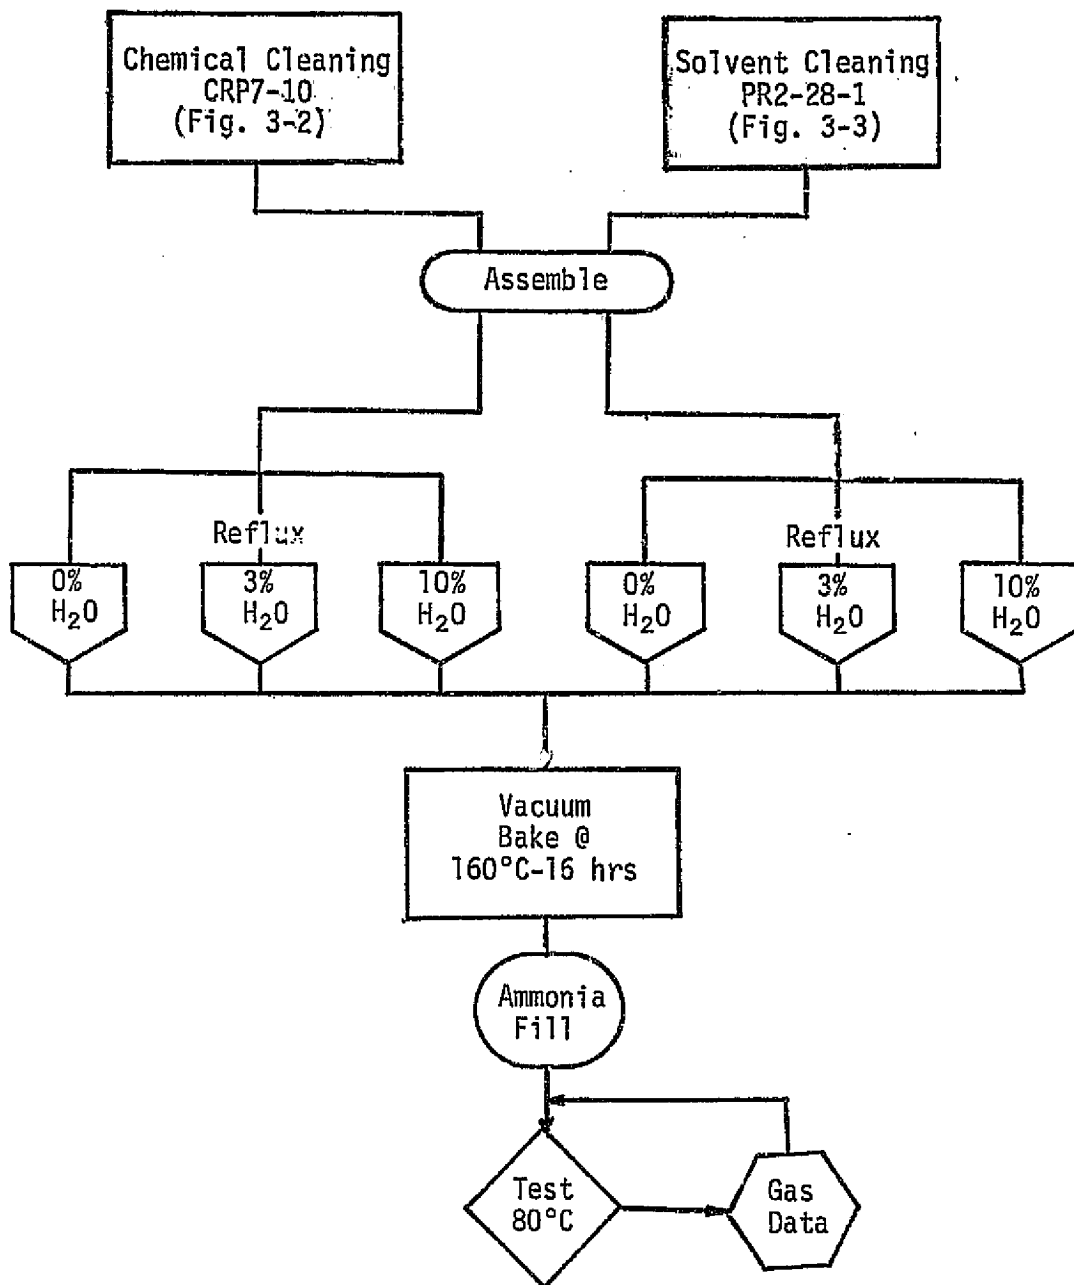 Chemical Cleaning
CRP7-10
(Fig. 3-2)
Solvent Cleaning
PR2-28-1
(Fig. 3-3)
Assemble
Reflux
0%
H₂O
3%
H₂O
10%
H₂O
Reflux
0%
H₂O
3%
H₂O
10%
H₂O
Vacuum
Bake @
160°C-16 hrs
Ammonia
Fill
Test
80°C
Gas
Data